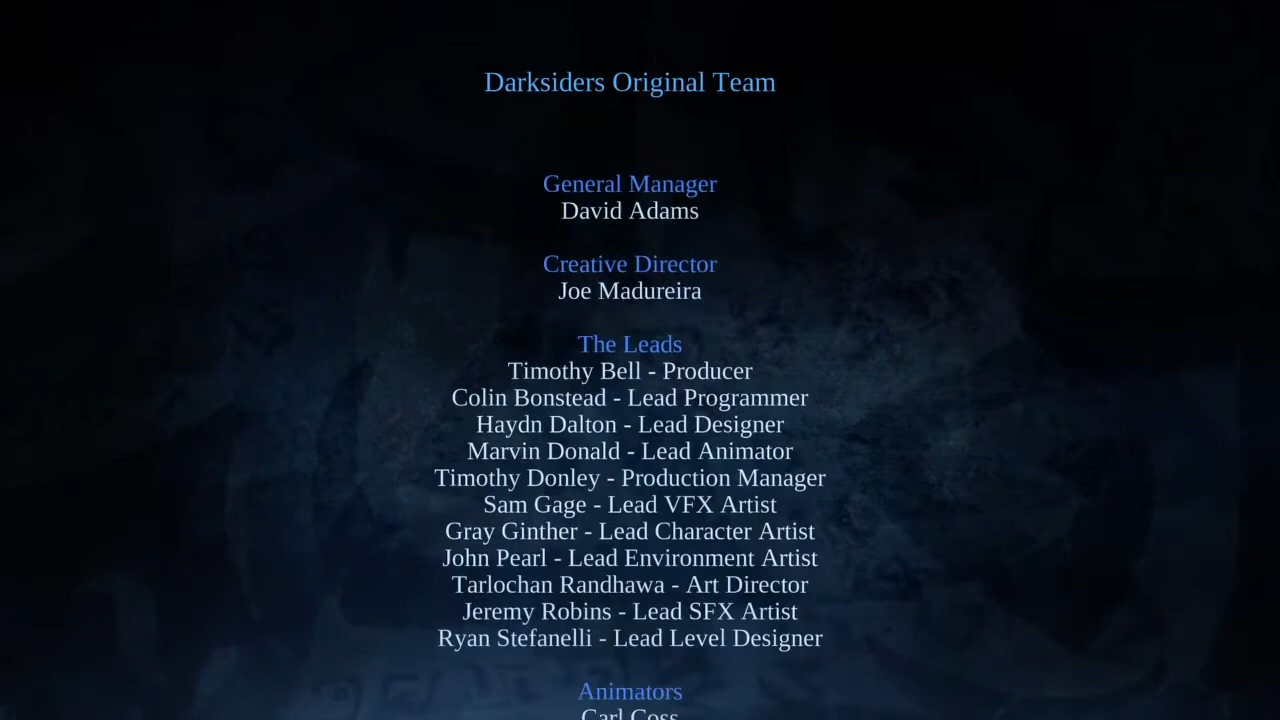 Darksiders Original Team
General Manager
David Adams
Creative Director
Joe Madureira
The Leads
Timothy Bell - Producer
Colin Bonstead - Lead Programmer
Haydn Dalton - Lead Designer
Marvin Donald - Lead Animator
Timothy Donley - Production Manager
Sam Gage - Lead VFX Artist
Gray Ginther - Lead Character Artist
John Pearl - Lead Environment Artist
Tarlochan Randhawa - Art Director
Jeremy Robins - Lead SFX Artist
Ryan Stefanelli - Lead Level Designer
Animators
Carl Coss